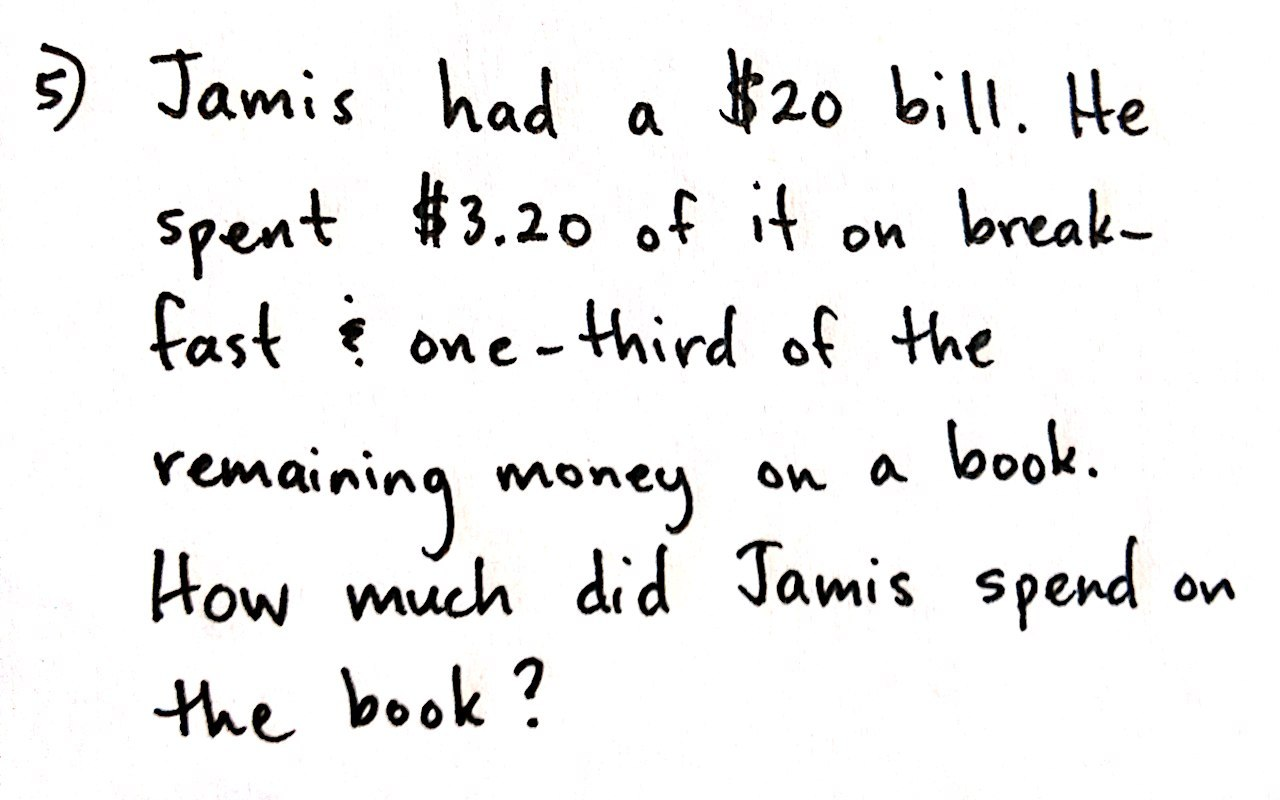 5) Jamis had a $20 bill. He
spent $3.20 of it on break-
fast & one-third of the
remaining money on a book.
How much did Jamis spend on
the book?